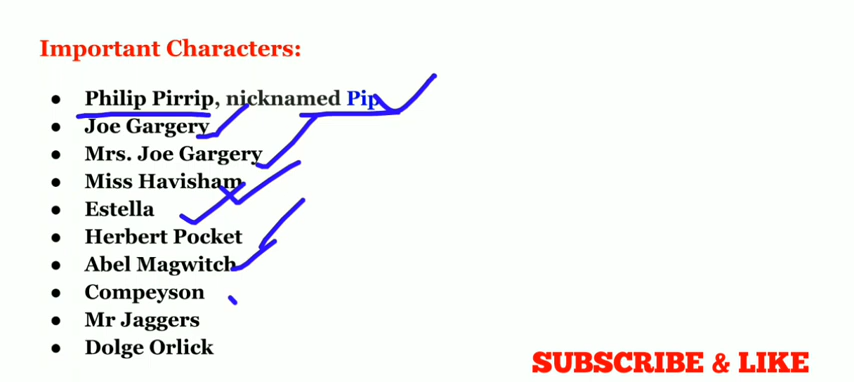 Important Characters:
● Philip Pirrip, nicknamed Pip
● Joe Gargery
● Mrs. Joe Gargery
● Miss Havisham
● Estella
● Herbert Pocket
● Abel Magwitch
● Compeyson
● Mr Jaggers
● Dolge Orlick
SUBSCRIBE & LIKE